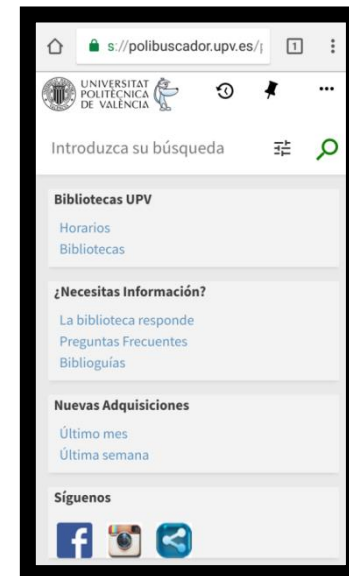 s://polibuscador.upv.es/
1
UNIVERSITAT
POLITÈCNICA
DE VALÈNCIA
Introduzca su búsqueda
Bibliotecas UPV
Horarios
Bibliotecas
¿Necesitas Información?
La biblioteca responde
Preguntas Frecuentes
Biblioguías
Nuevas Adquisiciones
Último mes
Última semana
Síguenos